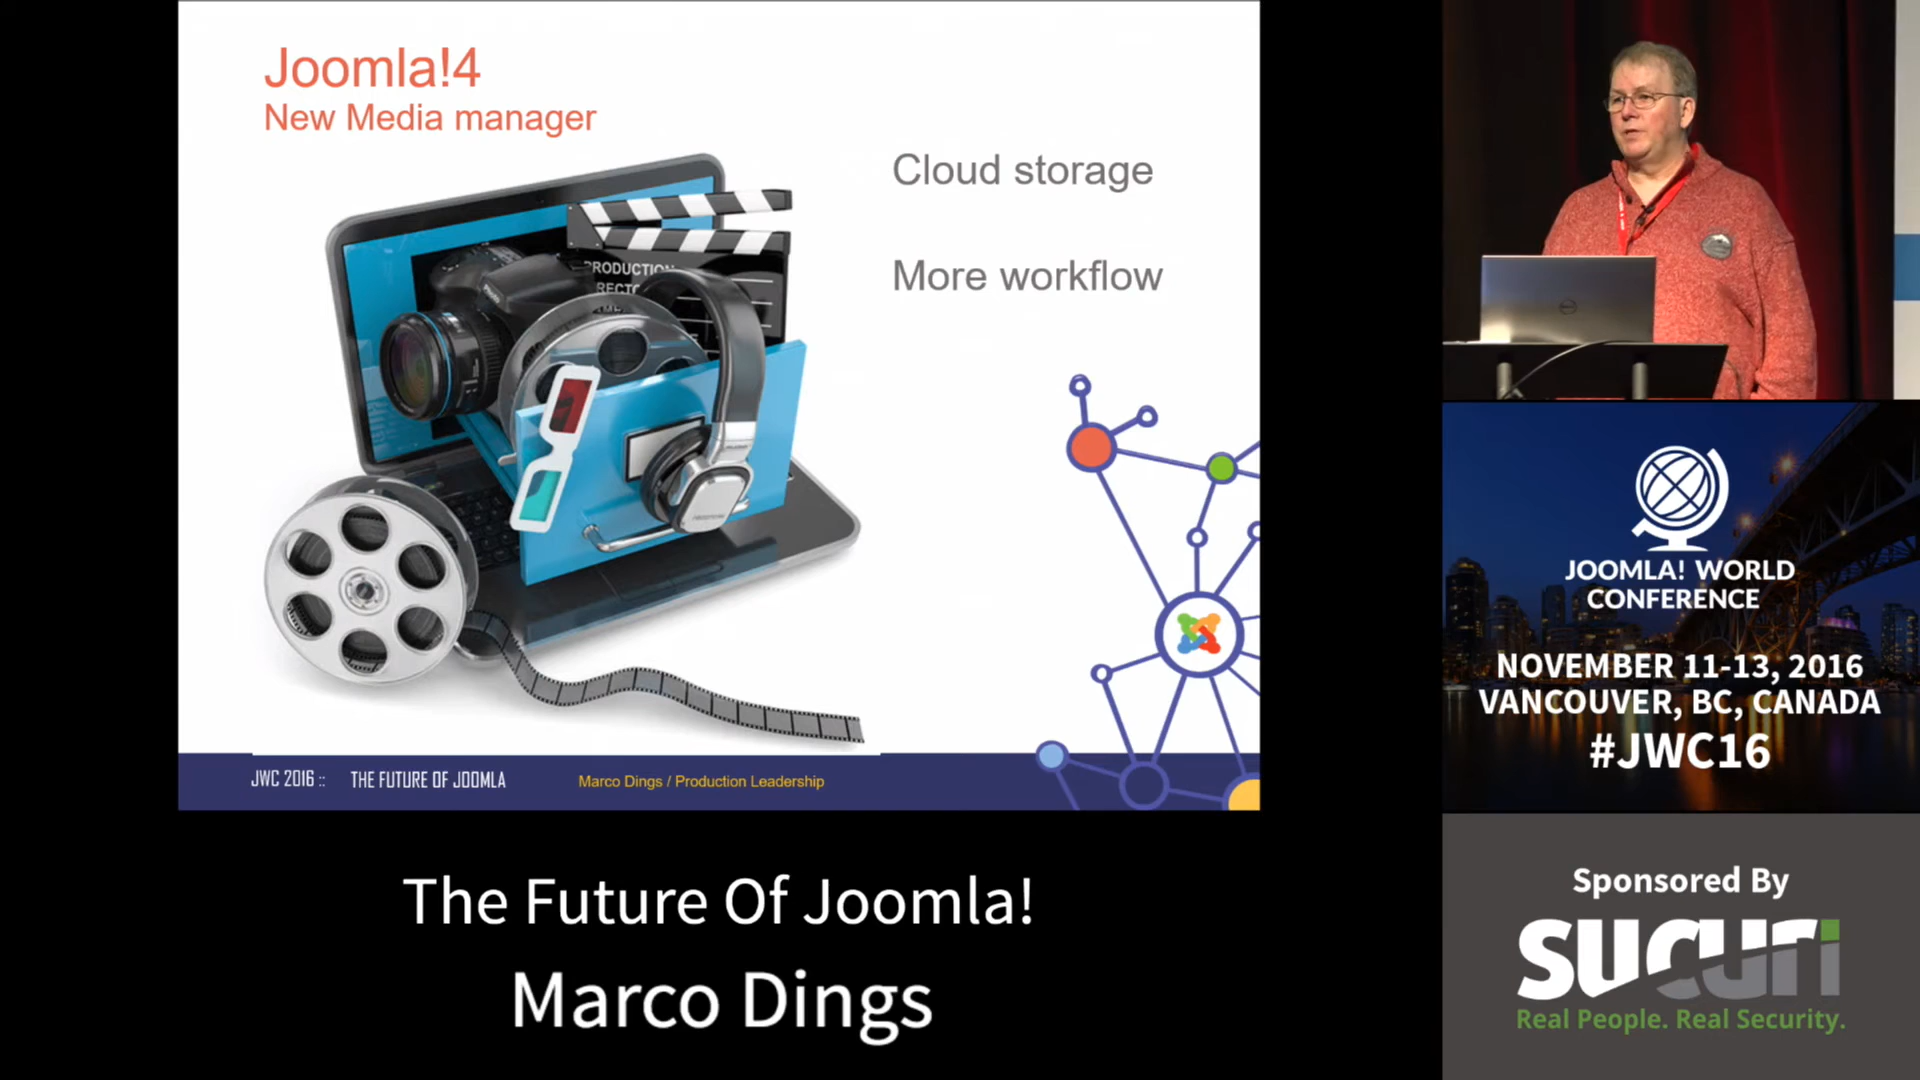 Joomla!4
New Media manager
Cloud storage
More workflow
PRODUCTION
JWC 2016 :: THE FUTURE OF JOOMLA Marco Dings / Production Leadership
The Future Of Joomla!
Marco Dings
JOOMLA! WORLD
CONFERENCE
NOVEMBER 11-13, 2016
VANCOUVER, BC, CANADA
#JWC16
Sponsored By
sucuri
Real People. Real Security.